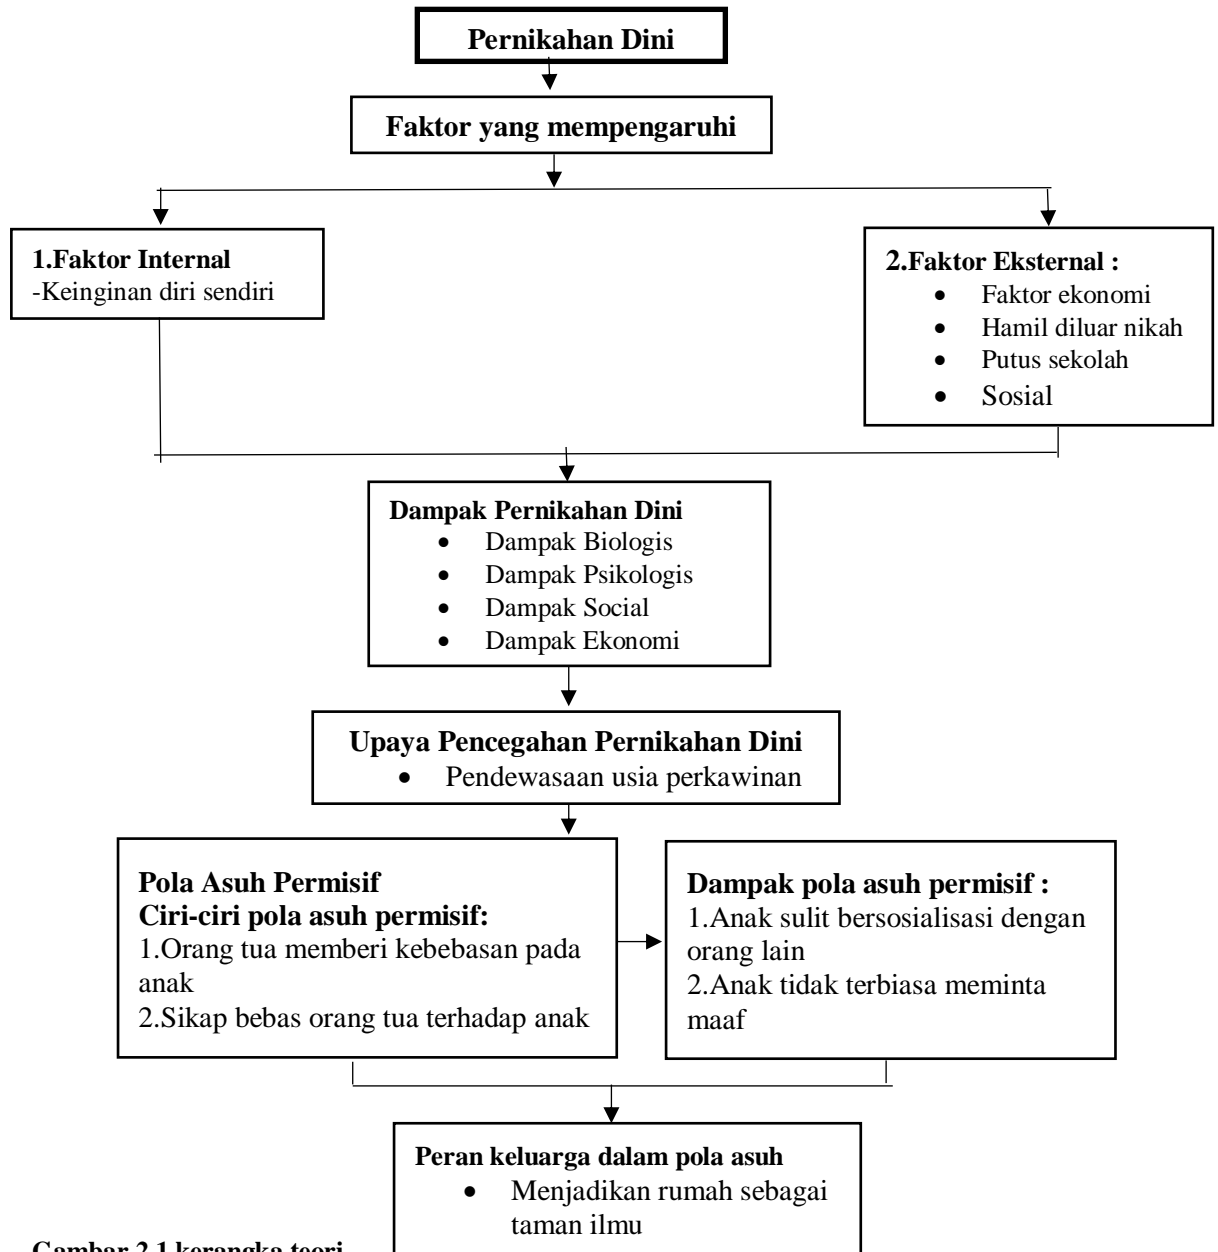 Pernikahan Dini
Faktor yang mempengaruhi
1.Faktor Internal
-Keinginan diri sendiri
2.Faktor Eksternal :
• Faktor ekonomi
• Hamil diluar nikah
• Putus sekolah
• Sosial
Dampak Pernikahan Dini
• Dampak Biologis
• Dampak Psikologis
• Dampak Social
• Dampak Ekonomi
Upaya Pencegahan Pernikahan Dini
• Pendewasaan usia perkawinan
Pola Asuh Permisif
Ciri-ciri pola asuh permisif:
1.Orang tua memberi kebebasan pada
anak
2.Sikap bebas orang tua terhadap anak
Dampak pola asuh permisif :
1.Anak sulit bersosialisasi dengan
orang lain
2.Anak tidak terbiasa meminta
maaf
Peran keluarga dalam pola asuh
• Menjadikan rumah sebagai
taman ilmu
Gambar 2.1 kerangka teori